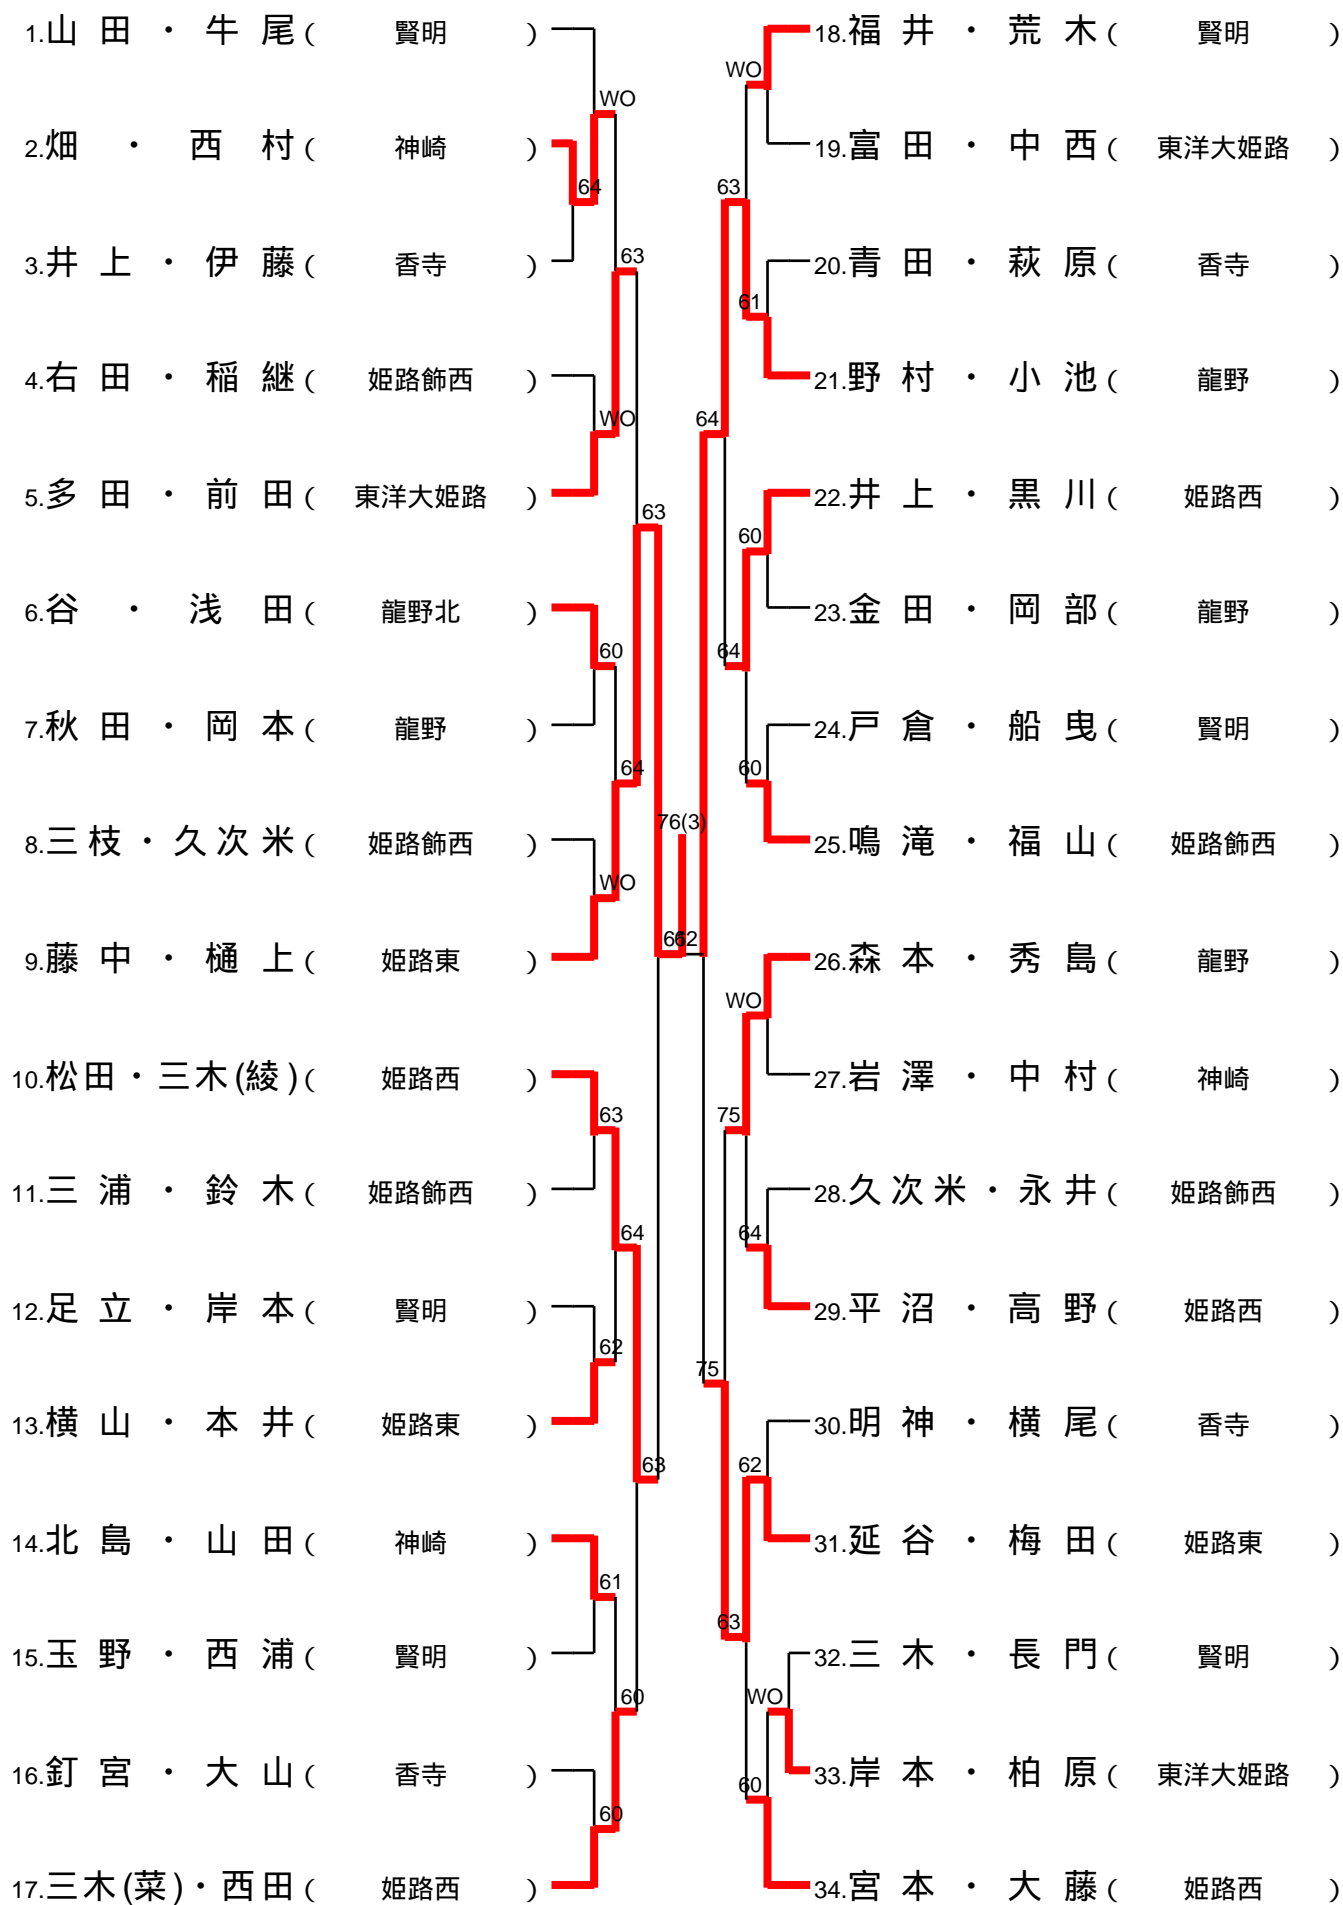 1.山田・牛尾(賢明)
WO
2.畑・西村(神崎)
64
3.井上・伊藤(香寺)
63
4.右田・稲継(姫路飾西)
WO
5.多田・前田(東洋大姫路)
63
6.谷・浅田(龍野北)
60
7.秋田・岡本(龍野)
64
8.三枝・久次米(姫路飾西)
WO
9.藤中・樋上(姫路東)
10.松田・三木(綾)(姫路西)
63
11.三浦・鈴木(姫路飾西)
64
12.足立・岸本(賢明)
62
13.横山・本井(姫路東)
63
14.北島・山田(神崎)
61
15.玉野・西浦(賢明)
60
16.釘宮・大山(香寺)
60
17.三木(菜)・西田(姫路西)
76(3)
62
18.福井・荒木(賢明)
WO
19.富田・中西(東洋大姫路)
63
20.青田・萩原(香寺)
61
21.野村・小池(龍野)
64
22.井上・黒川(姫路西)
60
23.金田・岡部(龍野)
64
24.戸倉・船曳(賢明)
60
25.鳴滝・福山(姫路飾西)
26.森本・秀島(龍野)
WO
27.岩澤・中村(神崎)
75
28.久次米・永井(姫路飾西)
64
29.平沼・高野(姫路西)
75
30.明神・横尾(香寺)
62
31.延谷・梅田(姫路東)
63
32.三木・長門(賢明)
WO
33.岸本・柏原(東洋大姫路)
60
34.宮本・大藤(姫路西)